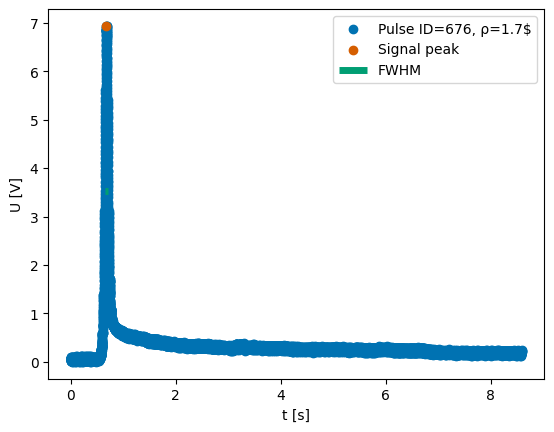 Pulse ID=676, ρ=1.7$
Signal peak
FWHM
7
6
5
4
3
2
1
0
U [V]
0 2 4 6 8
t [s]